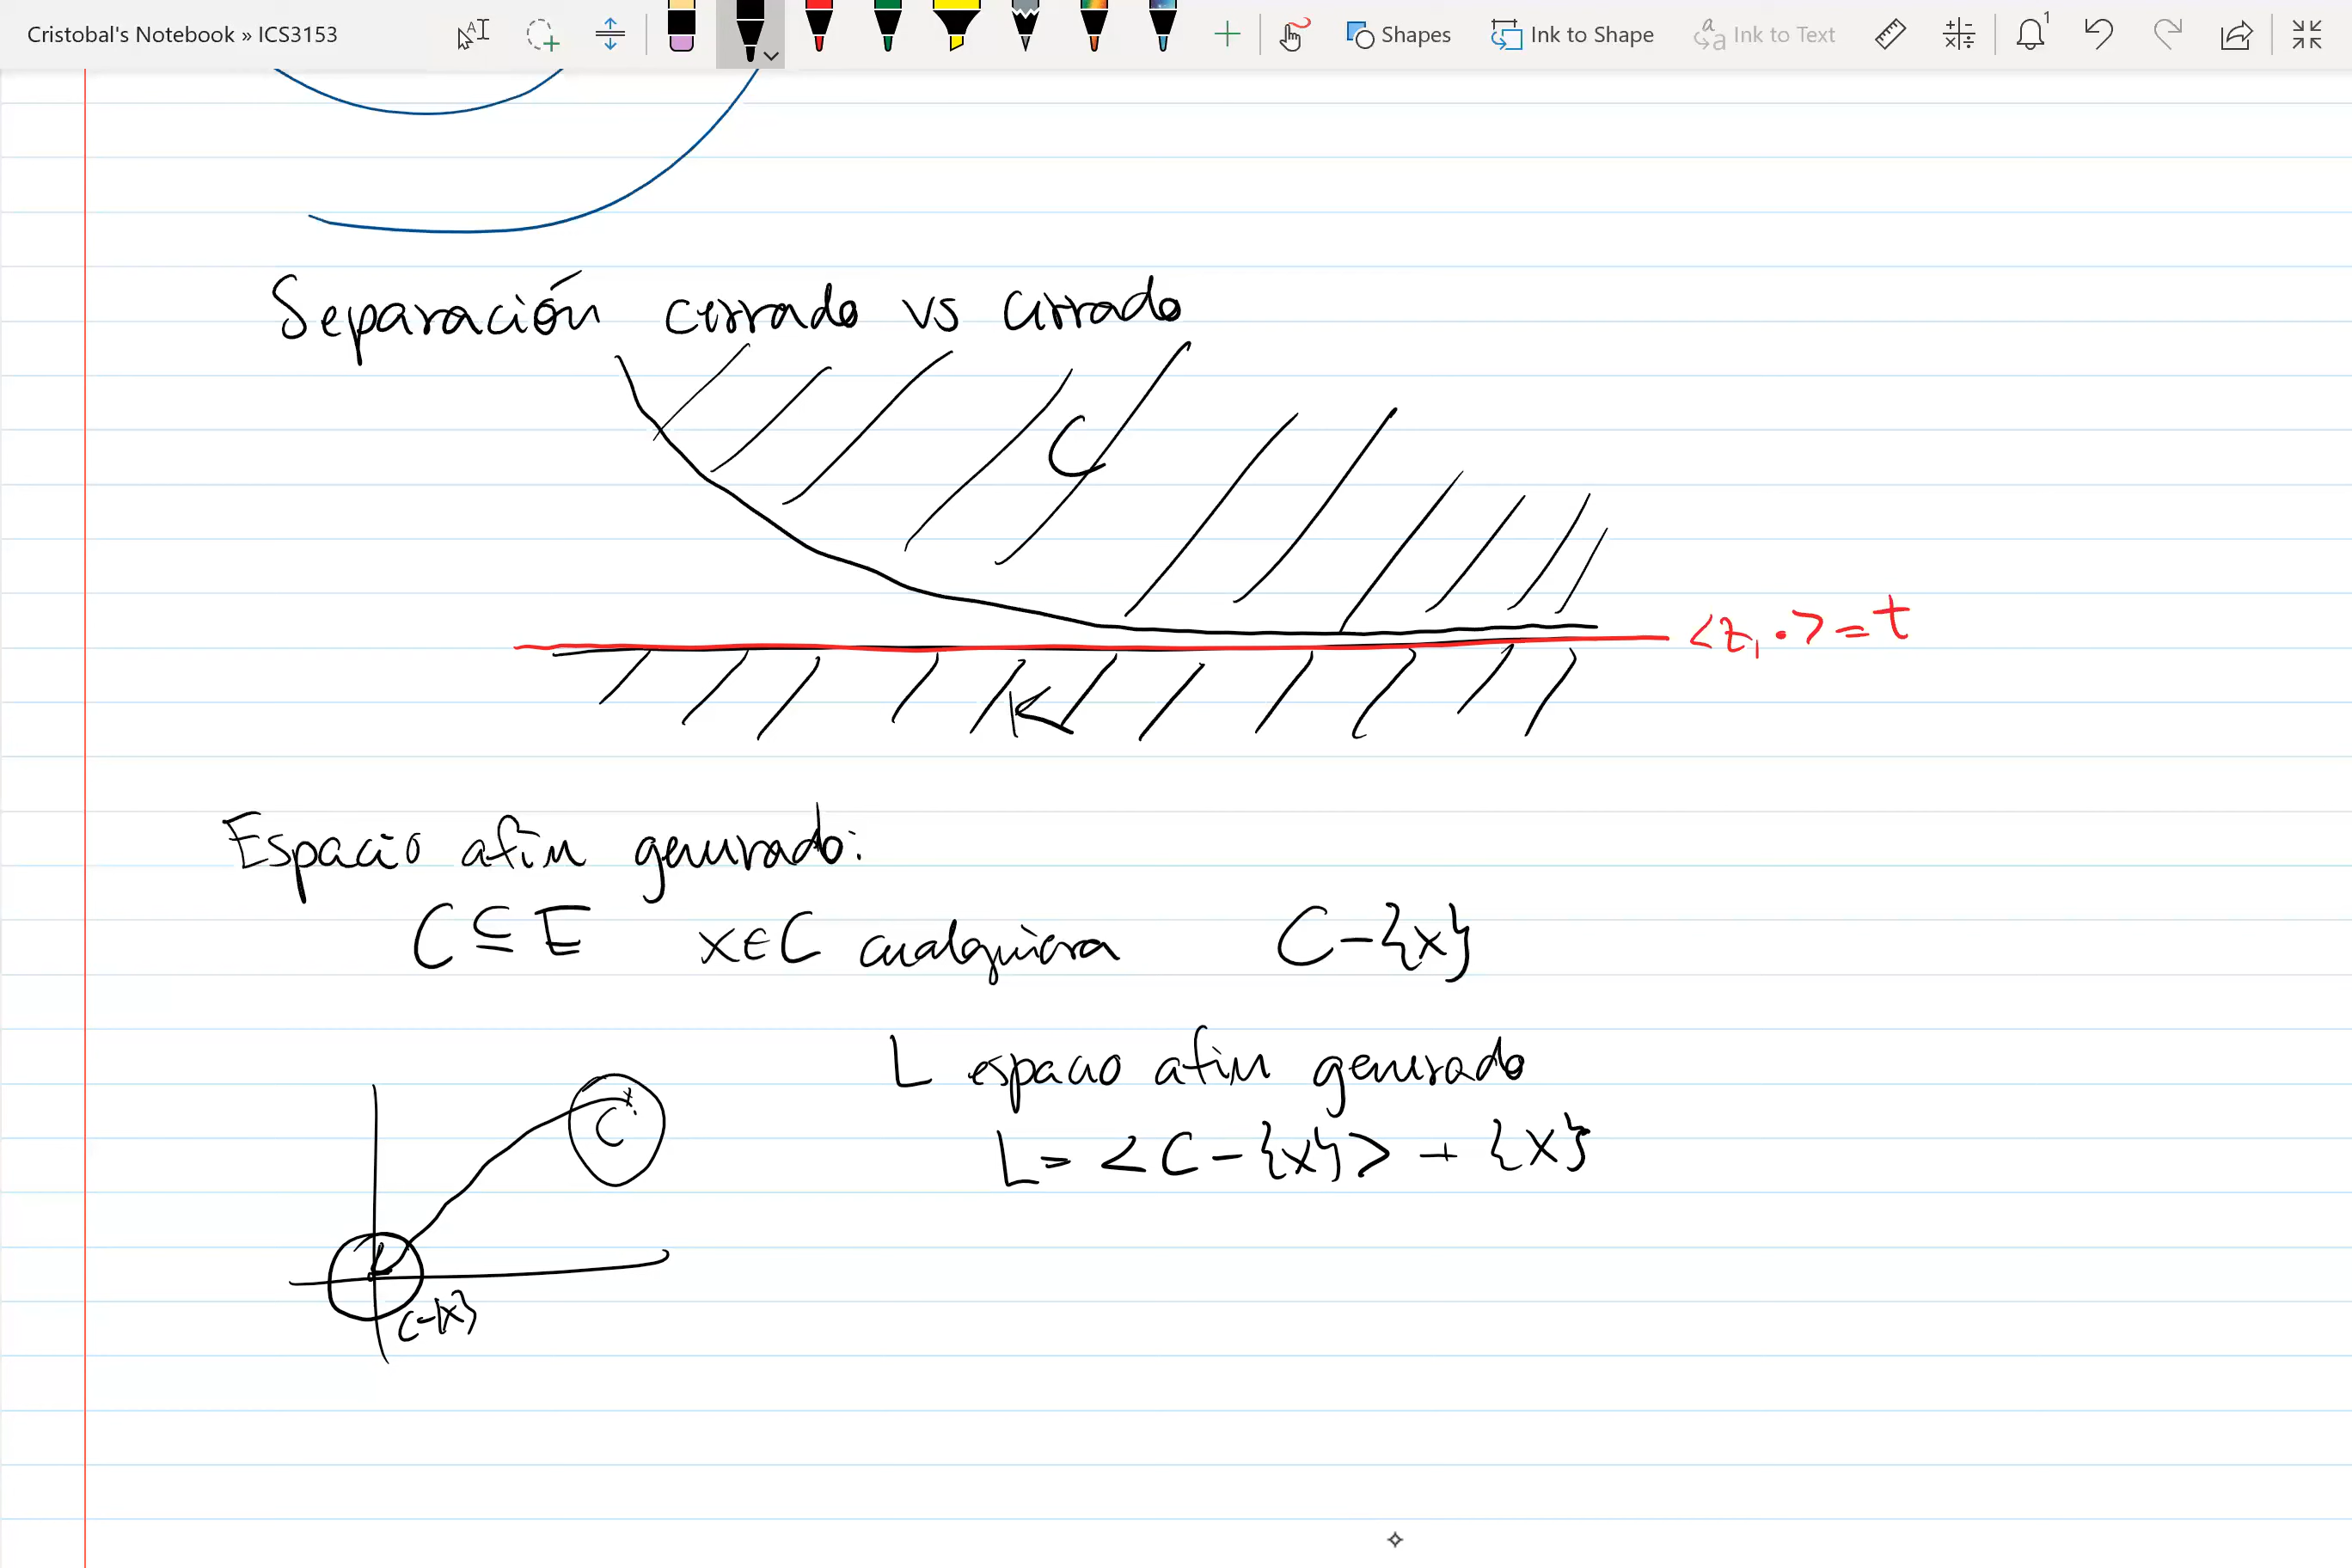 Cristobal's Notebook » ICS3153
Shapes
Ink to Shape
Ink to Text
1
Separación cerrado vs cerrado
C
<z, ·> = t
K
Espacio afín generado:
C ⊆ E x ∈ C cualquiera C - {x}
L espacio afín generado
C x
L = <C - {x}> + {x}
C - {x}